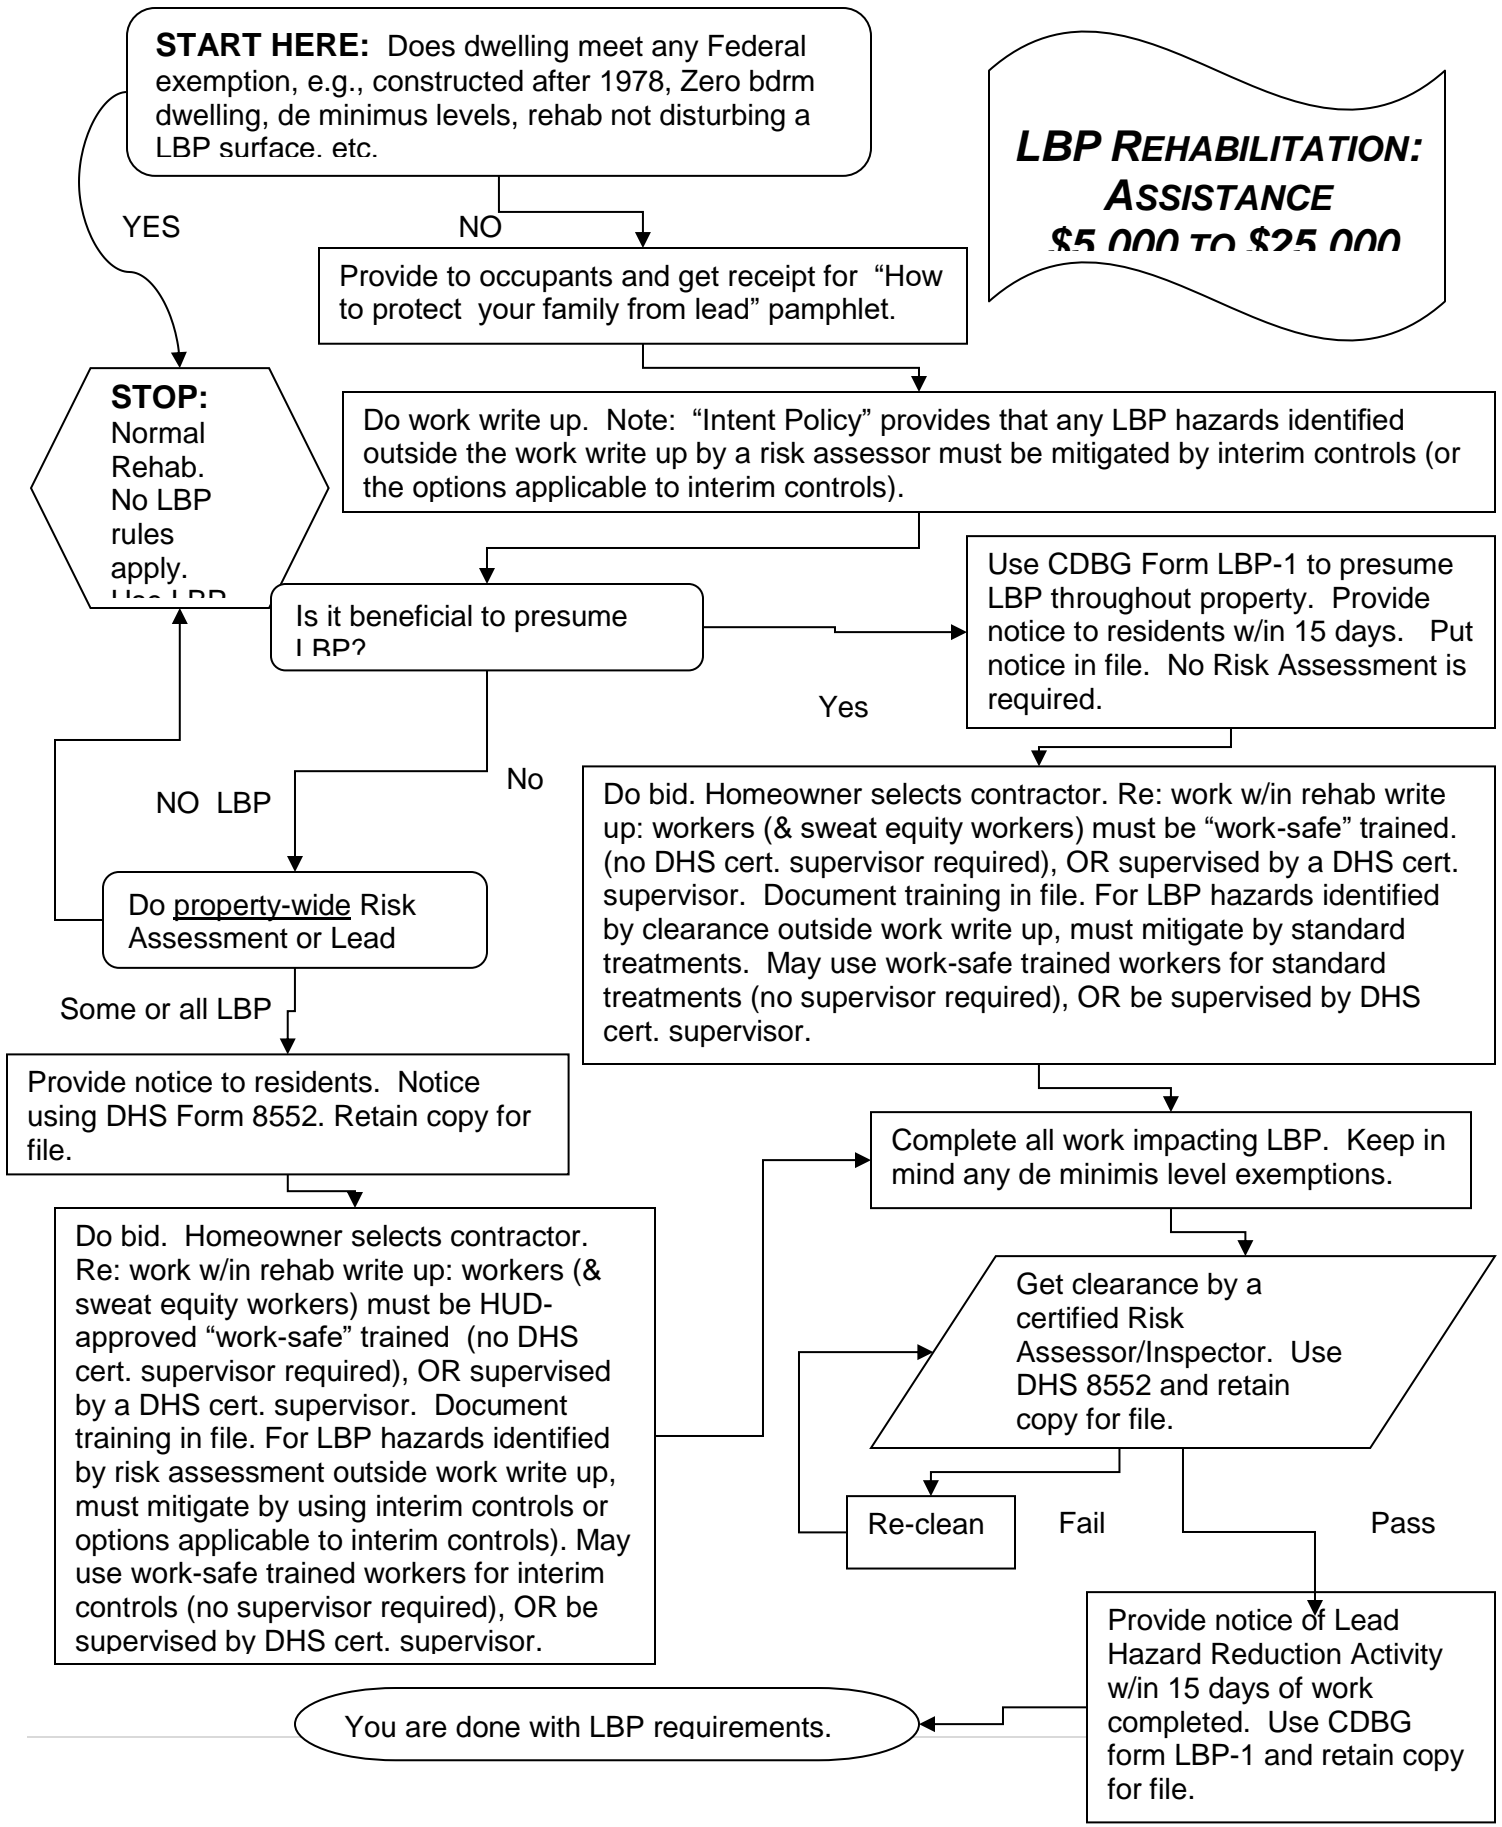 START HERE: Does dwelling meet any Federal
exemption, e.g., constructed after 1978, Zero bdrm
dwelling, de minimus levels, rehab not disturbing a
LBP surface, etc.
LBP REHABILITATION:
ASSISTANCE
$5,000 TO $25,000
YES
NO
Provide to occupants and get receipt for “How
to protect your family from lead” pamphlet.
STOP:
Normal
Rehab.
No LBP
rules
apply.
Use LBP
Do work write up. Note: “Intent Policy” provides that any LBP hazards identified
outside the work write up by a risk assessor must be mitigated by interim controls (or
the options applicable to interim controls).
Is it beneficial to presume
LBP?
Use CDBG Form LBP-1 to presume
LBP throughout property. Provide
notice to residents w/in 15 days. Put
notice in file. No Risk Assessment is
required.
Yes
No
NO LBP
Do bid. Homeowner selects contractor. Re: work w/in rehab write
up: workers (& sweat equity workers) must be “work-safe” trained.
(no DHS cert. supervisor required), OR supervised by a DHS cert.
supervisor. Document training in file. For LBP hazards identified
by clearance outside work write up, must mitigate by standard
treatments. May use work-safe trained workers for standard
treatments (no supervisor required), OR be supervised by DHS
cert. supervisor.
Do property-wide Risk
Assessment or Lead
Some or all LBP
Provide notice to residents. Notice
using DHS Form 8552. Retain copy for
file.
Complete all work impacting LBP. Keep in
mind any de minimis level exemptions.
Do bid. Homeowner selects contractor.
Re: work w/in rehab write up: workers (&
sweat equity workers) must be HUD-
approved “work-safe” trained (no DHS
cert. supervisor required), OR supervised
by a DHS cert. supervisor. Document
training in file. For LBP hazards identified
by risk assessment outside work write up,
must mitigate by using interim controls or
options applicable to interim controls). May
use work-safe trained workers for interim
controls (no supervisor required), OR be
supervised by DHS cert. supervisor.
Get clearance by a
certified Risk
Assessor/Inspector. Use
DHS 8552 and retain
copy for file.
Re-clean
Fail
Pass
Provide notice of Lead
Hazard Reduction Activity
w/in 15 days of work
completed. Use CDBG
form LBP-1 and retain copy
for file.
You are done with LBP requirements.